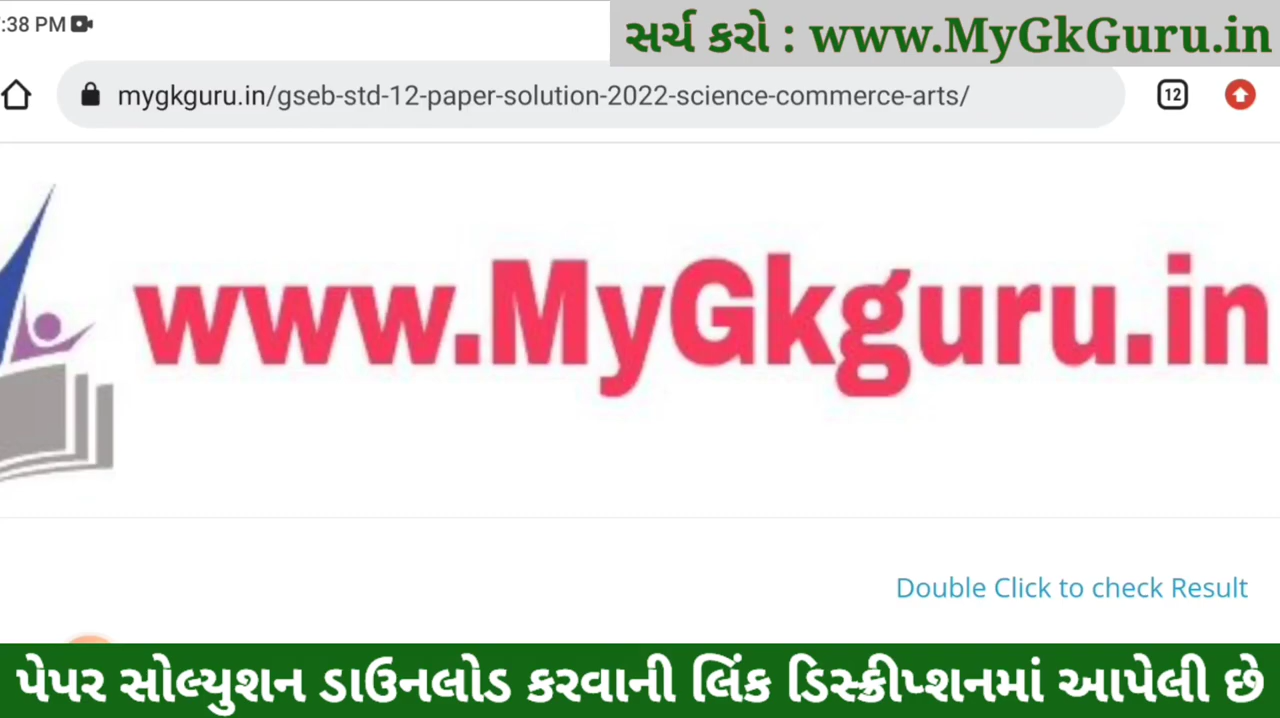 :38 PM
સર્ચ કરો : www.MyGkGuru.in
mygkguru.in/gseb-std-12-paper-solution-2022-science-commerce-arts/
12
www.MyGkguru.in
Double Click to check Result
પેપર સોલ્યુશન ડાઉનલોડ કરવાની લિંક ડિસ્ક્રીપ્શનમાં આપેલી છે